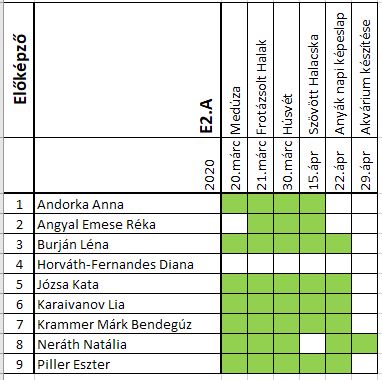 Előképző
E2.A
2020
20.márc Medúza
21.márc Frotázsolt Halak
30.márc Húsvét
15.ápr Szövött Halacska
22.ápr Anyák napi képeslap
29.ápr Akvárium készítése
1 Andorka Anna
2 Angyal Emese Réka
3 Burján Léna
4 Horváth-Fernandes Diana
5 Józsa Kata
6 Karaivanov Lia
7 Krammer Márk Bendegúz
8 Neráth Natália
9 Piller Eszter